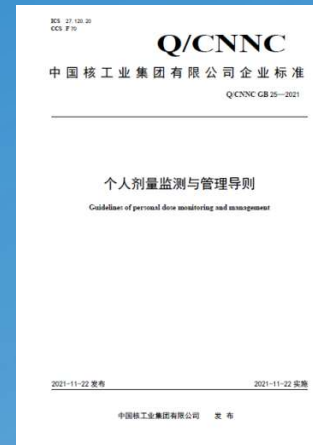 ICS 27.120.20
CCS F 70
Q/CNNC
中国核工业集团有限公司企业标准
Q/CNNC GB 25—2021
个人剂量监测与管理导则
Guidelines of personal dose monitoring and management
2021-11-22 发布 2021-11-22 实施
中国核工业集团有限公司 发 布